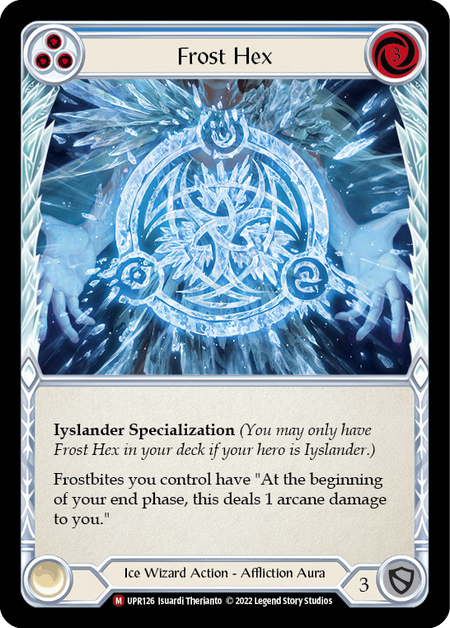 Frost Hex
3
Iyslander Specialization (You may only have
Frost Hex in your deck if your hero is Iyslander.)
Frostbites you control have "At the beginning
of your end phase, this deals 1 arcane damage
to you."
Ice Wizard Action - Affliction Aura
3
M UPR126 Isuardi Therianto © 2022 Legend Story Studios